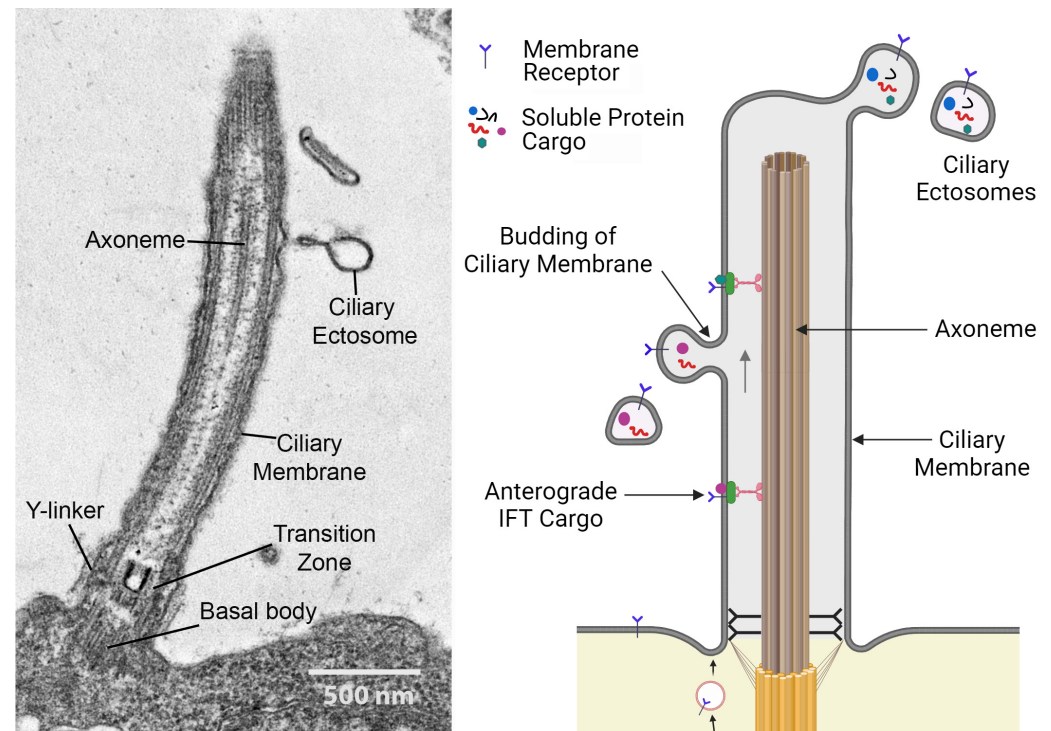 Axoneme
Ciliary
Ectosome
Ciliary
Membrane
Y-linker
Transition
Zone
Basal body
500 nm
Membrane
Receptor
Soluble Protein
Cargo
Ciliary
Ectosomes
Budding of
Ciliary Membrane
Axoneme
Ciliary
Membrane
Anterograde
IFT Cargo